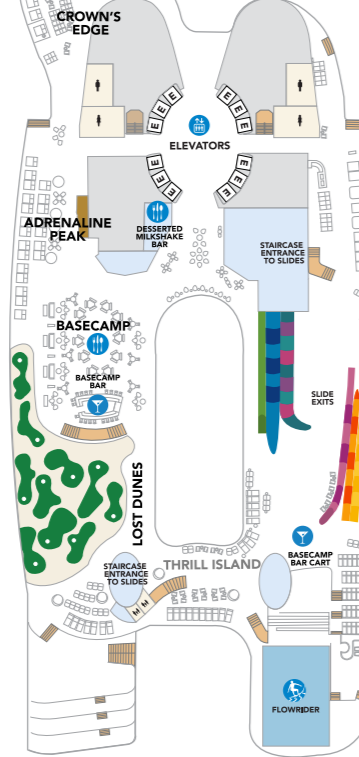 CROWN'S
EDGE
E
E
E
E
E
E
ELEVATORS
E
E
E
E
E
E
ADRENALINE
PEAK
DESSERTED
MILKSHAKE
BAR
STAIRCASE
ENTRANCE
TO SLIDES
BASECAMP
BASECAMP
BAR
SLIDE
EXITS
LOST DUNES
BASECAMP
BAR CART
THRILL ISLAND
STAIRCASE
ENTRANCE
TO SLIDES
M
M
FLOWRIDER